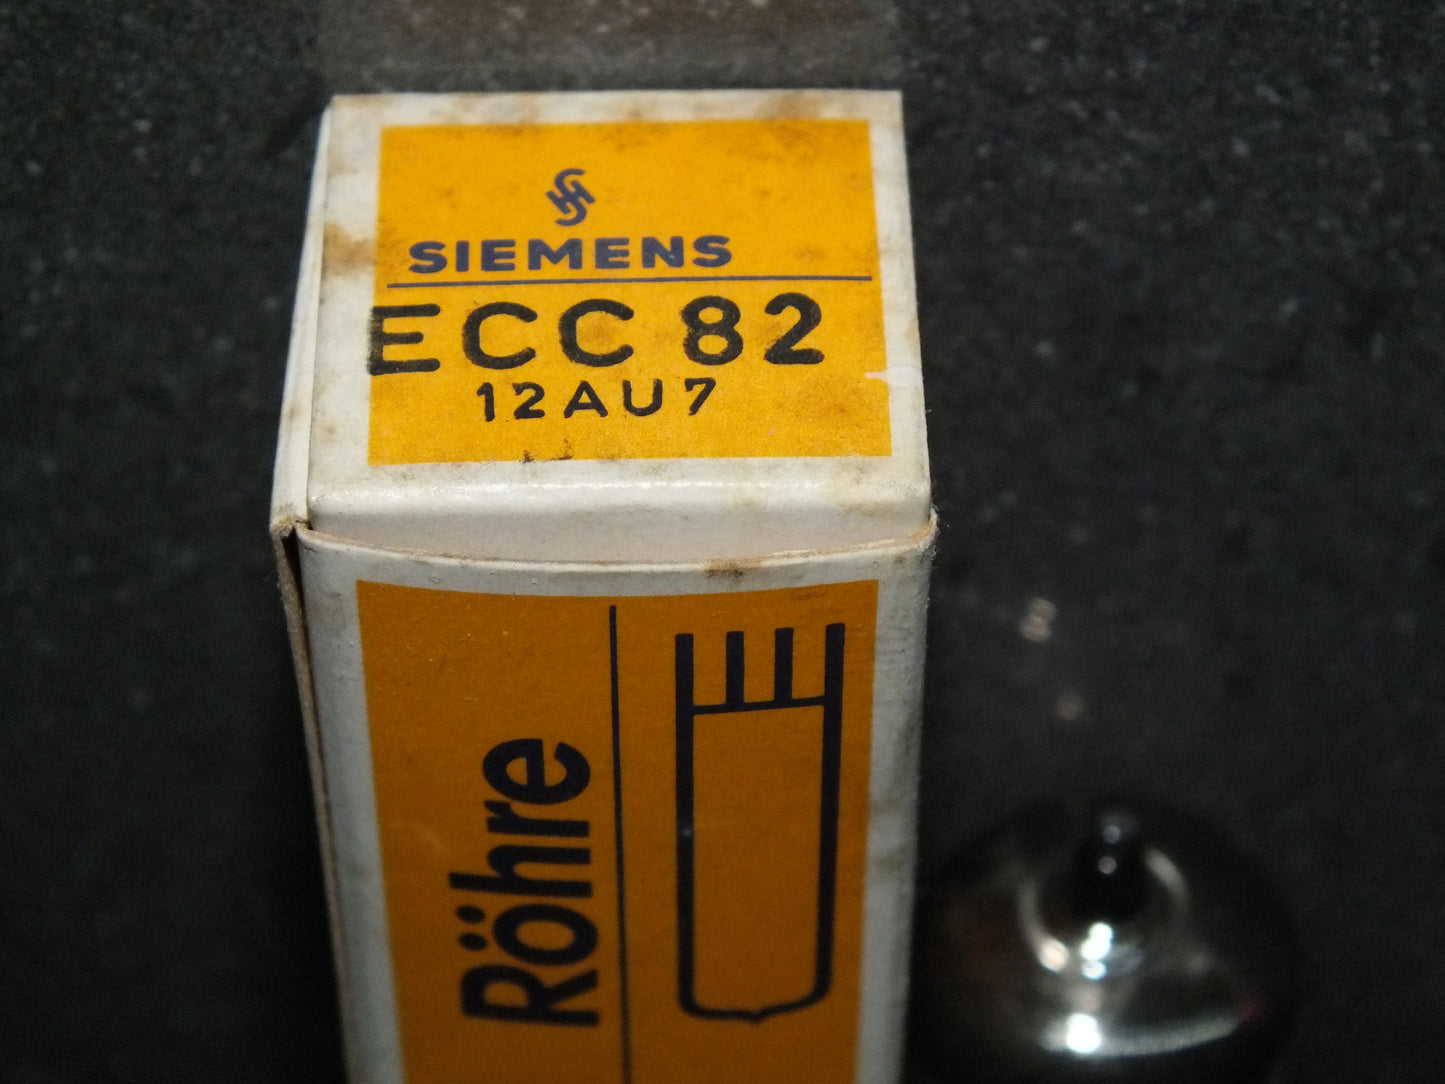 SIEMENS
ECC 82
12AU7
Röhre